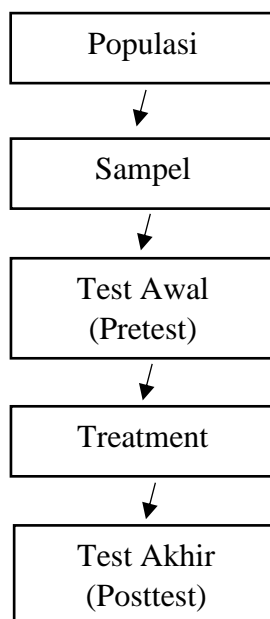 Populasi
Sampel
Test Awal
(Pretest)
Treatment
Test Akhir
(Posttest)